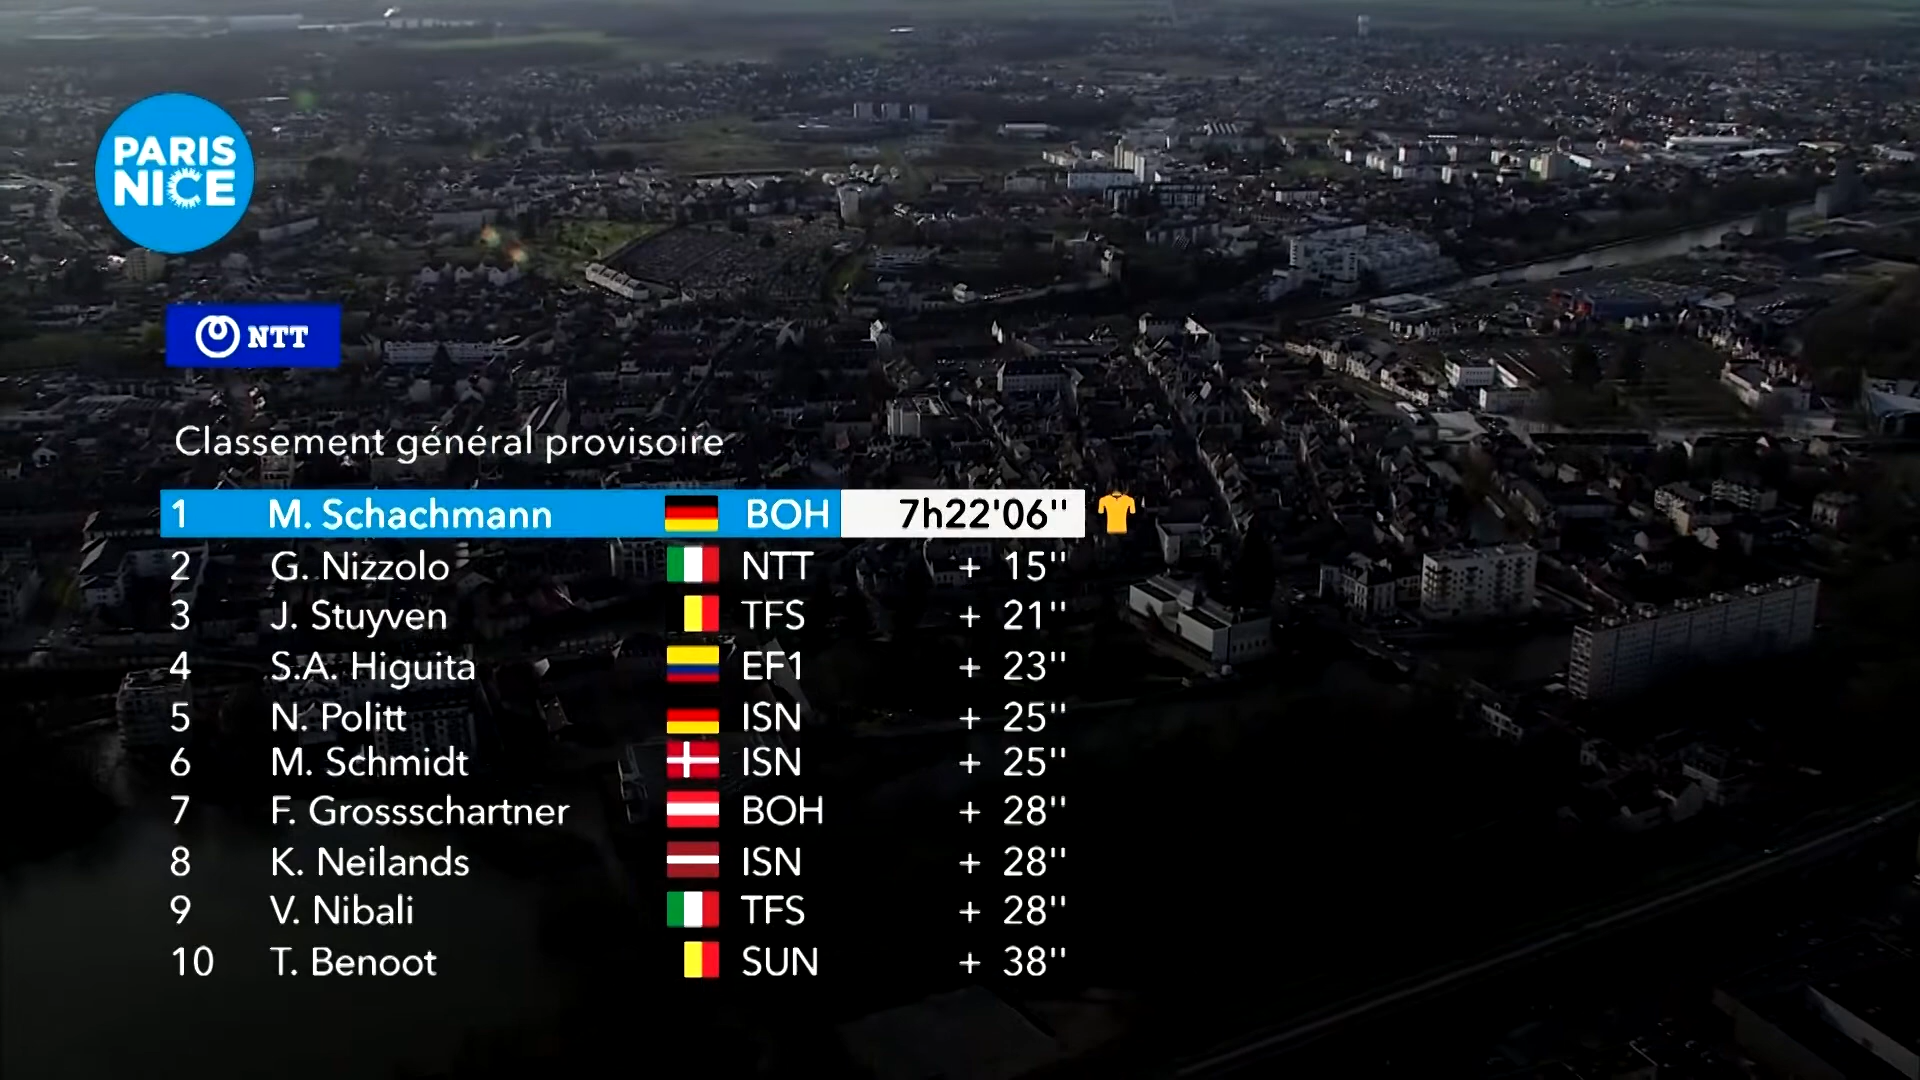 PARIS
NICE
NTT
Classement général provisoire
1 M. Schachmann BOH 7h22'06''
2 G. Nizzolo NTT + 15''
3 J. Stuyven TFS + 21''
4 S.A. Higuita EF1 + 23''
5 N. Politt ISN + 25''
6 M. Schmidt ISN + 25''
7 F. Grossschartner BOH + 28''
8 K. Neilands ISN + 28''
9 V. Nibali TFS + 28''
10 T. Benoot SUN + 38''